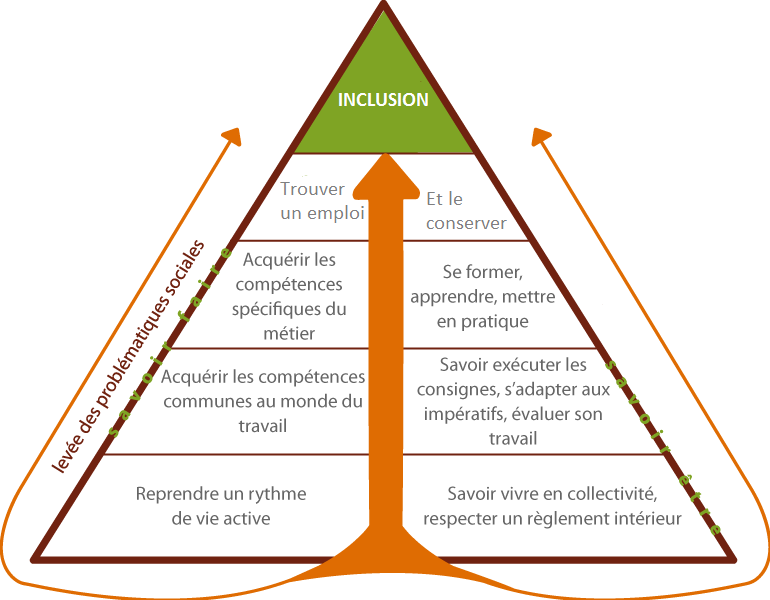 INCLUSION
Trouver
un emploi
Et le
conserver
Acquérir les
compétences
spécifiques du
métier
Se former,
apprendre, mettre
en pratique
Acquérir les compétences
communes au monde du
travail
Savoir exécuter les
consignes, s’adapter aux
impératifs, évaluer son
travail
Reprendre un rythme
de vie active
Savoir vivre en collectivité,
respecter un règlement intérieur
levée des problématiques sociales
savoir faire
savoir être